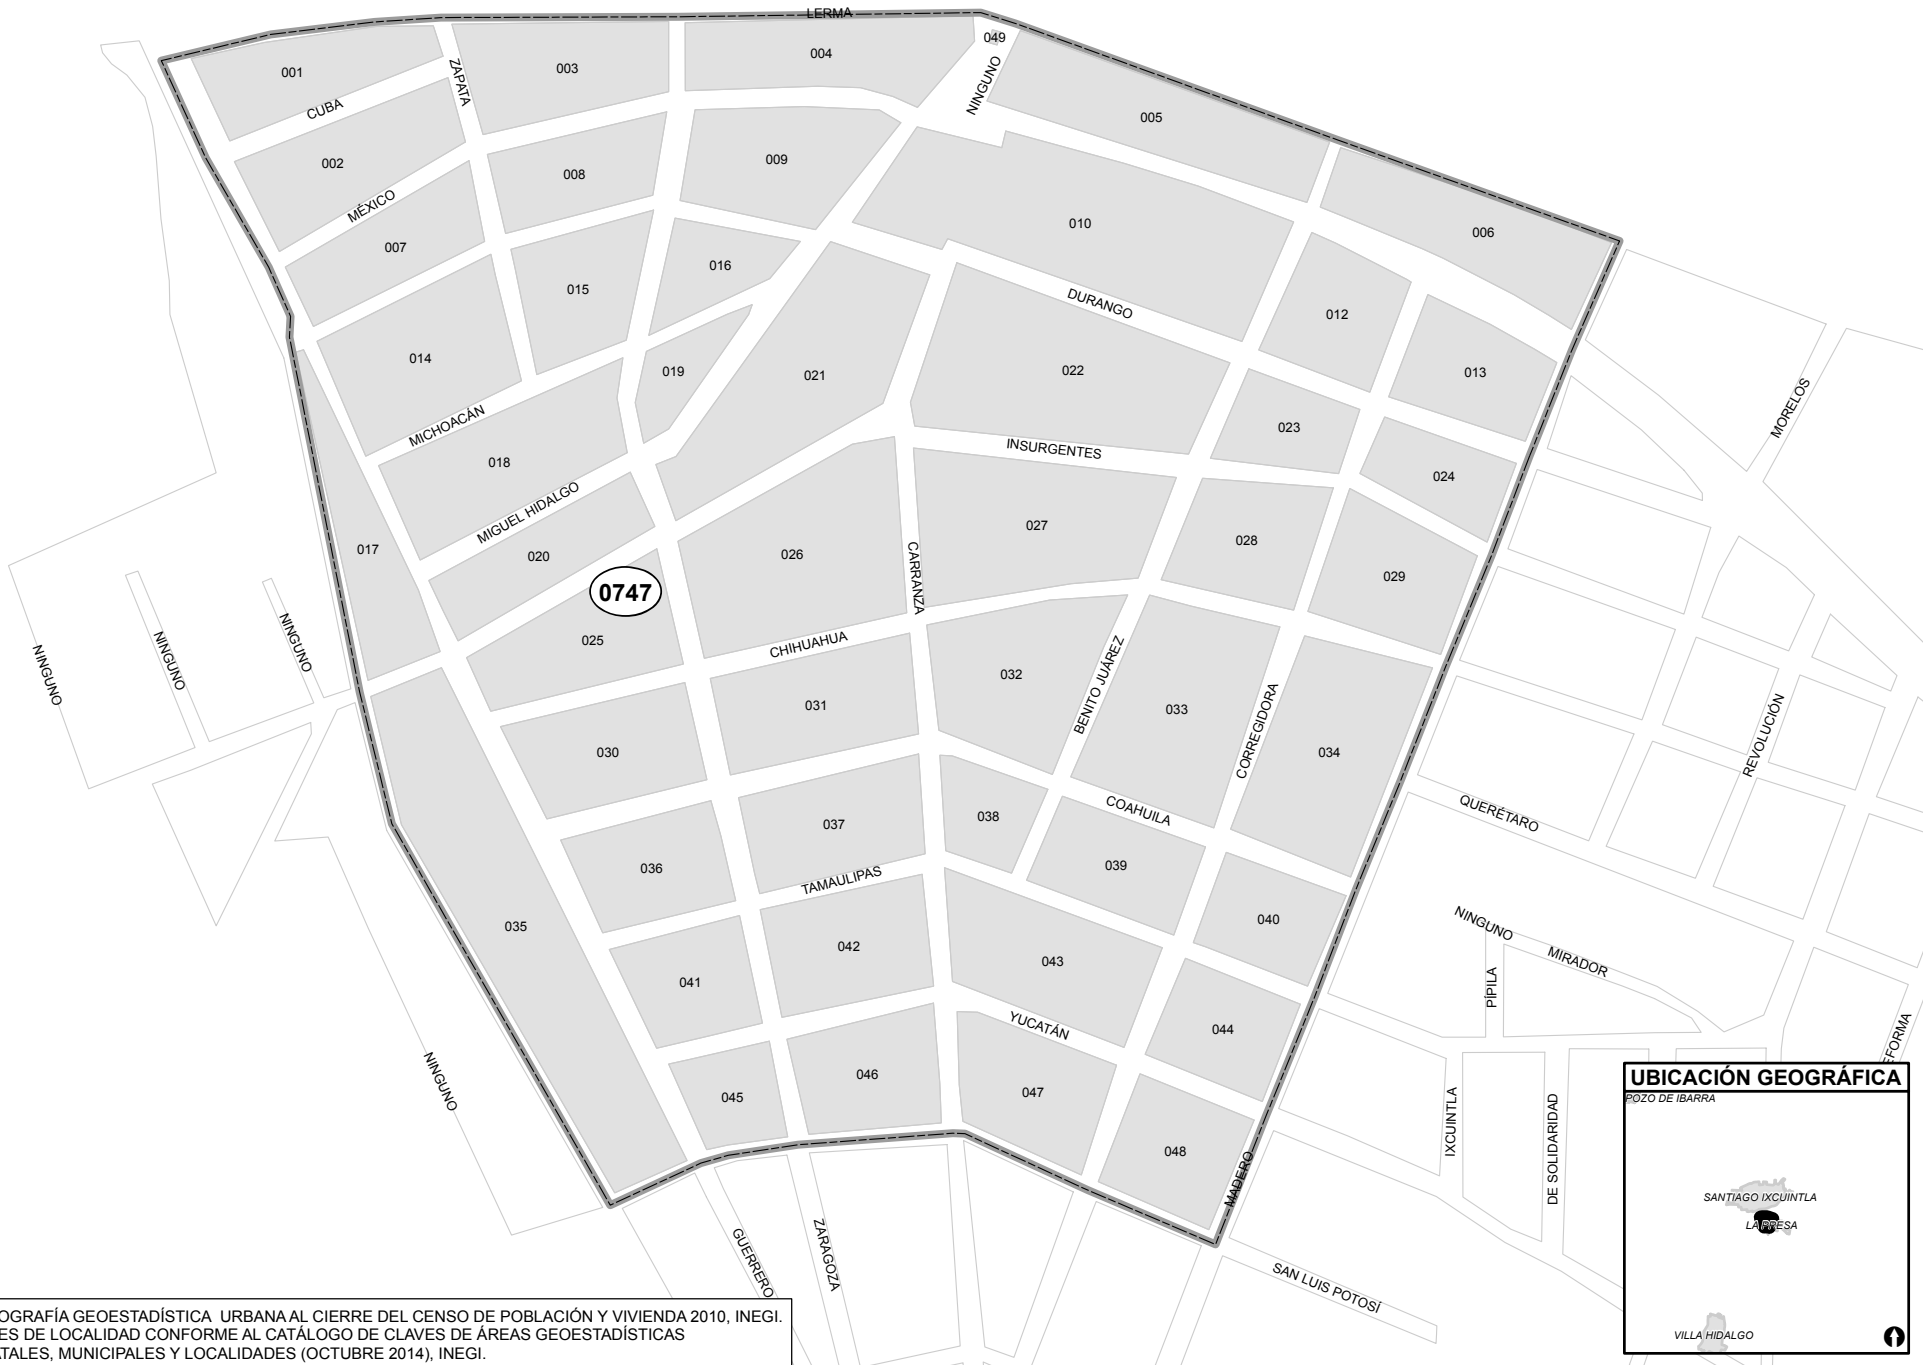 LERMA
049
001
003
004
ZAPATA
NINGUNO
CUBA
005
002
008
009
MÉXICO
007
010
006
016
015
DURANGO
012
014
019
021
022
013
MICHOACÁN
023
MORELOS
018
INSURGENTES
024
MIGUEL HIDALGO
017
020
026
027
028
CARRANZA
029
0747
025
CHIHUAHUA
NINGUNO
NINGUNO
NINGUNO
032
BENITO JUÁREZ
031
033
CORREGIDORA
030
034
REVOLUCIÓN
037
038
COAHUILA
QUERÉTARO
036
TAMAULIPAS
039
035
040
NINGUNO
MIRADOR
042
043
041
PÍPILA
YUCATÁN
044
EFORMA
NINGUNO
045
046
047
IXCUINTLA
DE SOLIDARIDAD
048
MADERO
GUERRERO
ZARAGOZA
SAN LUIS POTOSÍ
UBICACIÓN GEOGRÁFICA
POZO DE IBARRA
SANTIAGO IXCUINTLA
LA PRESA
VILLA HIDALGO
OGRAFÍA GEOESTADÍSTICA URBANA AL CIERRE DEL CENSO DE POBLACIÓN Y VIVIENDA 2010, INEGI.
ES DE LOCALIDAD CONFORME AL CATÁLOGO DE CLAVES DE ÁREAS GEOESTADÍSTICAS
ATALES, MUNICIPALES Y LOCALIDADES (OCTUBRE 2014), INEGI.